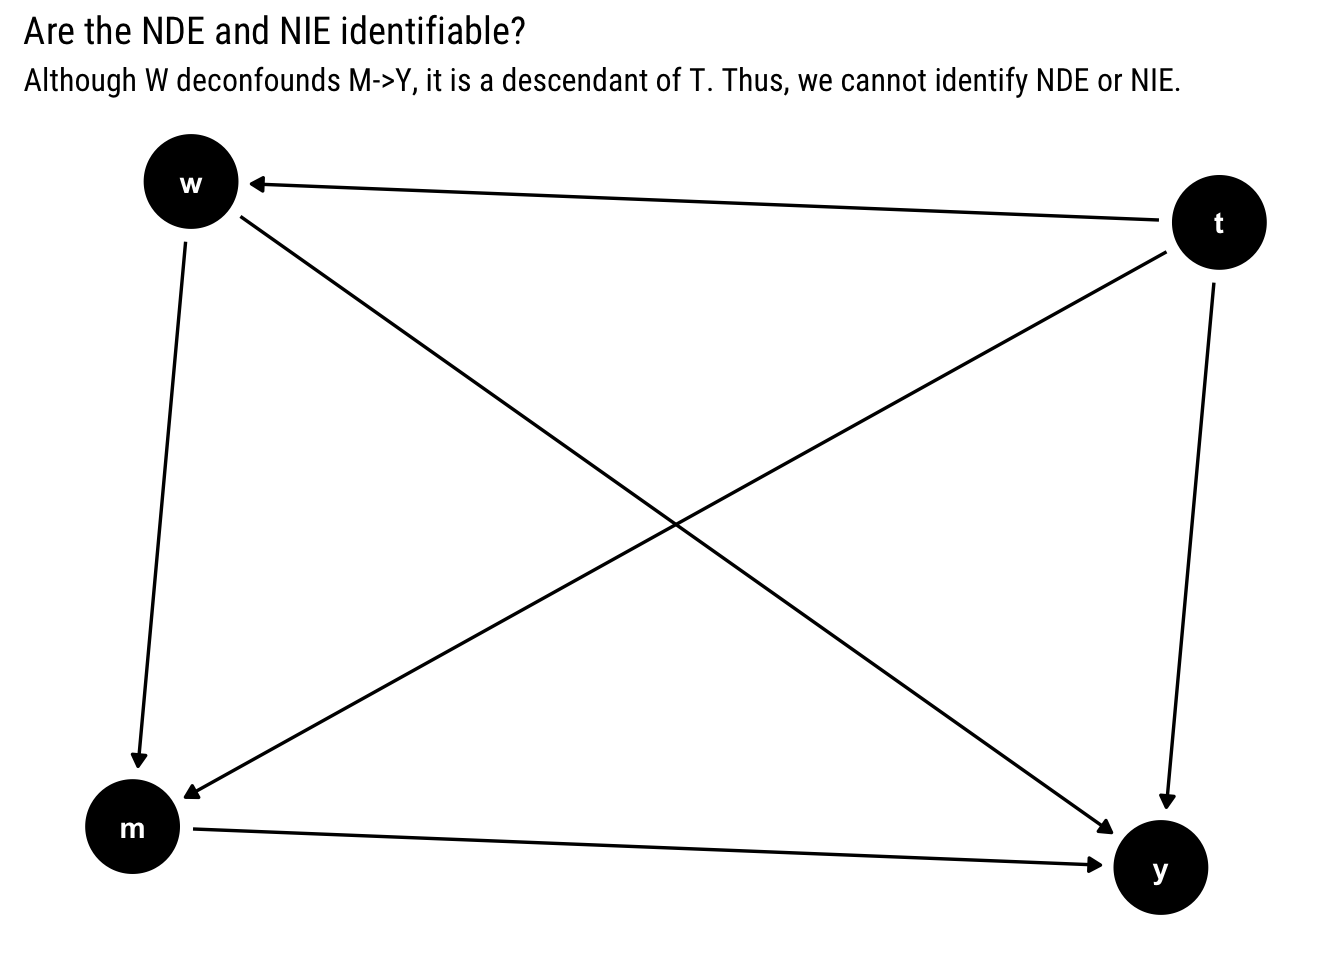 Are the NDE and NIE identifiable?
Although W deconfounds M->Y, it is a descendant of T. Thus, we cannot identify NDE or NIE.
w
t
m
y